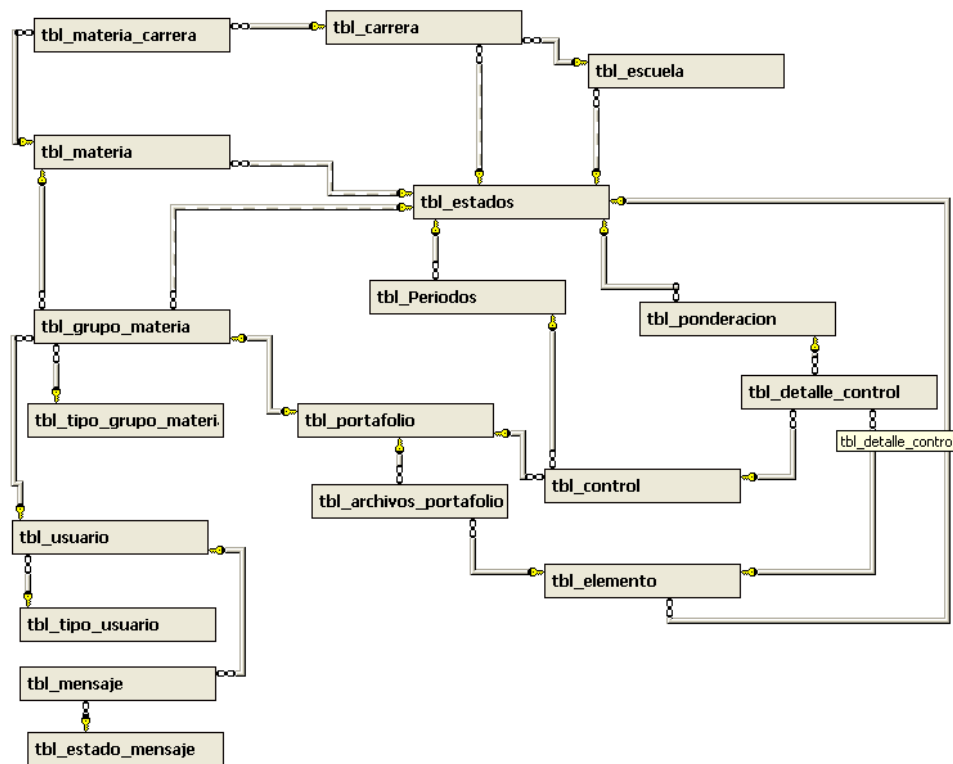 tbl_materia_carrera
tbl_carrera
tbl_escuela
tbl_materia
tbl_estados
tbl_Periodos
tbl_ponderacion
tbl_grupo_materia
tbl_tipo_grupo_materi
tbl_portafolio
tbl_detalle_control
tbl_detalle_contro
tbl_control
tbl_archivos_portafolio
tbl_usuario
tbl_elemento
tbl_tipo_usuario
tbl_mensaje
tbl_estado_mensaje